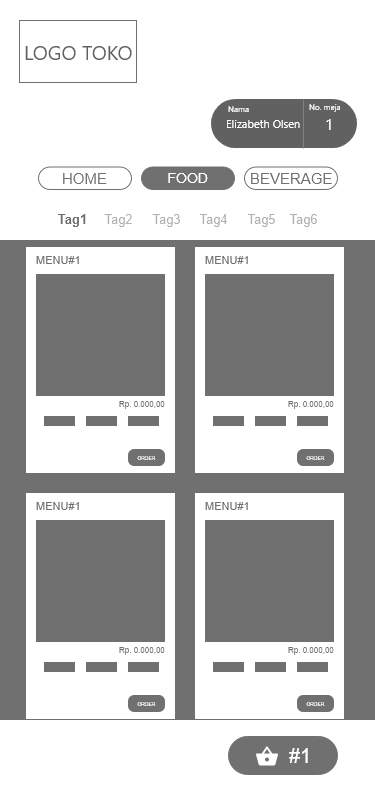 LOGO TOKO
Nama
No. meja
Elizabeth Olsen
1
HOME
FOOD
BEVERAGE
Tag1
Tag2
Tag3
Tag4
Tag5
Tag6
MENU#1
Rp. 0.000,00
ORDER
MENU#1
Rp. 0.000,00
ORDER
MENU#1
Rp. 0.000,00
ORDER
MENU#1
Rp. 0.000,00
ORDER
#1